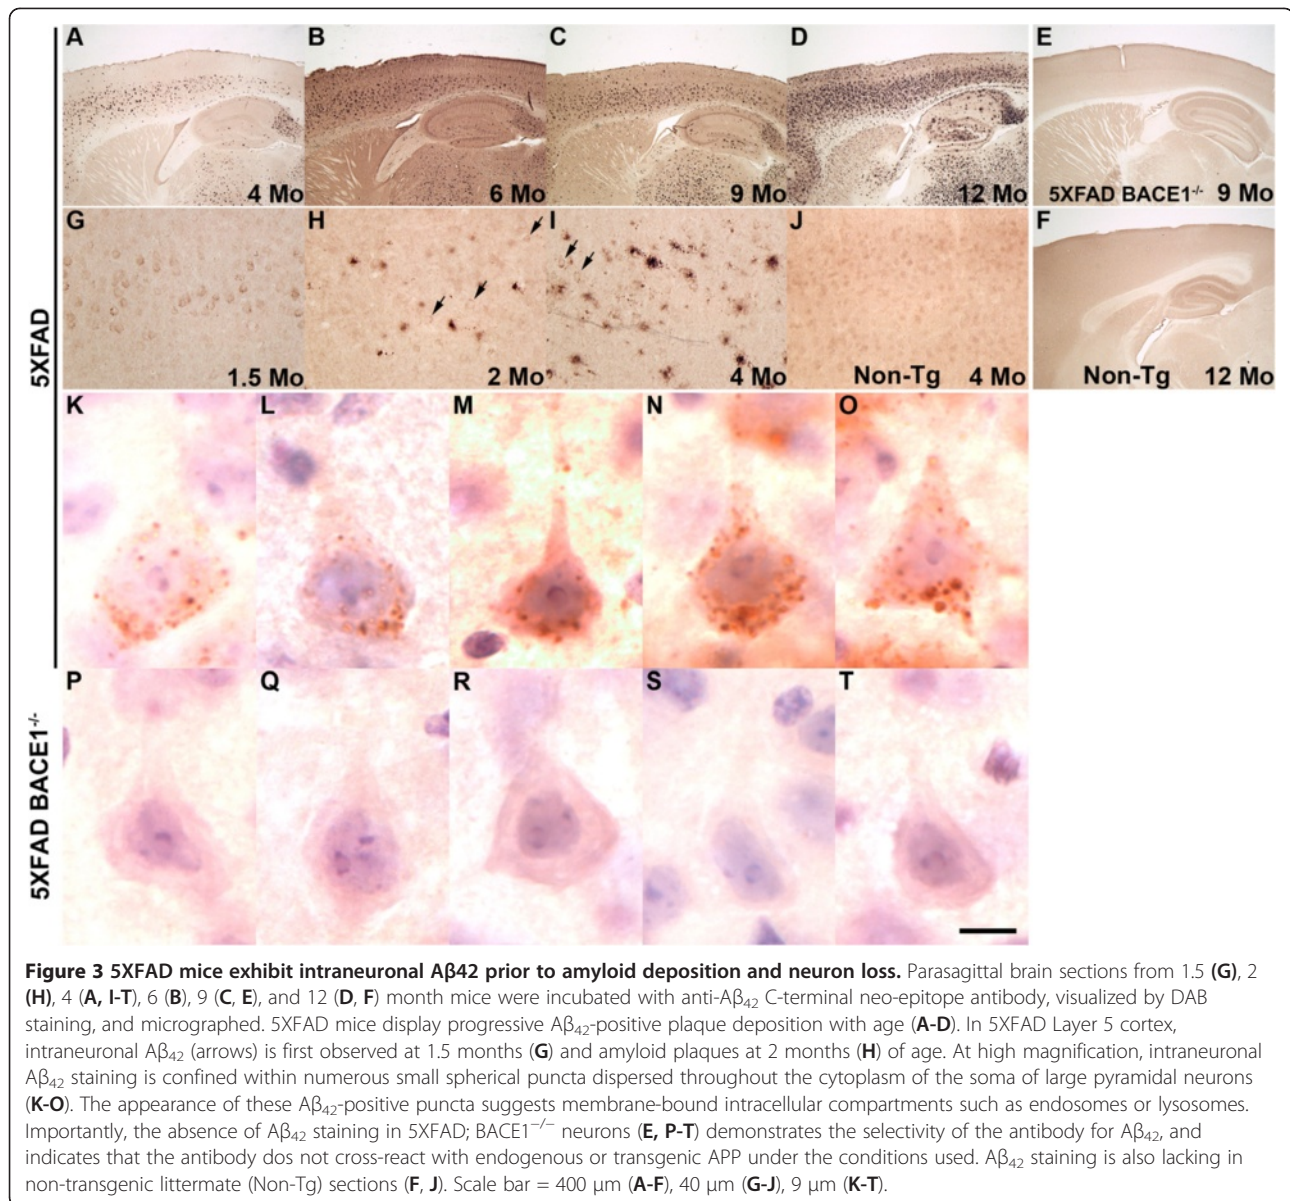 A
B
C
D
E
4 Mo
6 Mo
9 Mo
12 Mo
5XFAD BACE1⁻/⁻ 9 Mo
G
H
I
J
F
1.5 Mo
2 Mo
4 Mo
Non-Tg 4 Mo
Non-Tg 12 Mo
5XFAD
K
L
M
N
O
P
Q
R
S
T
5XFAD BACE1⁻/⁻
Figure 3 5XFAD mice exhibit intraneuronal Aβ42 prior to amyloid deposition and neuron loss. Parasagittal brain sections from 1.5 (G), 2
(H), 4 (A, I-T), 6 (B), 9 (C, E), and 12 (D, F) month mice were incubated with anti-Aβ₄₂ C-terminal neo-epitope antibody, visualized by DAB
staining, and micrographed. 5XFAD mice display progressive Aβ₄₂-positive plaque deposition with age (A-D). In 5XFAD Layer 5 cortex,
intraneuronal Aβ₄₂ (arrows) is first observed at 1.5 months (G) and amyloid plaques at 2 months (H) of age. At high magnification, intraneuronal
Aβ₄₂ staining is confined within numerous small spherical puncta dispersed throughout the cytoplasm of the soma of large pyramidal neurons
(K-O). The appearance of these Aβ₄₂-positive puncta suggests membrane-bound intracellular compartments such as endosomes or lysosomes.
Importantly, the absence of Aβ₄₂ staining in 5XFAD; BACE1⁻/⁻ neurons (E, P-T) demonstrates the selectivity of the antibody for Aβ₄₂, and
indicates that the antibody dos not cross-react with endogenous or transgenic APP under the conditions used. Aβ₄₂ staining is also lacking in
non-transgenic littermate (Non-Tg) sections (F, J). Scale bar = 400 μm (A-F), 40 μm (G-J), 9 μm (K-T).